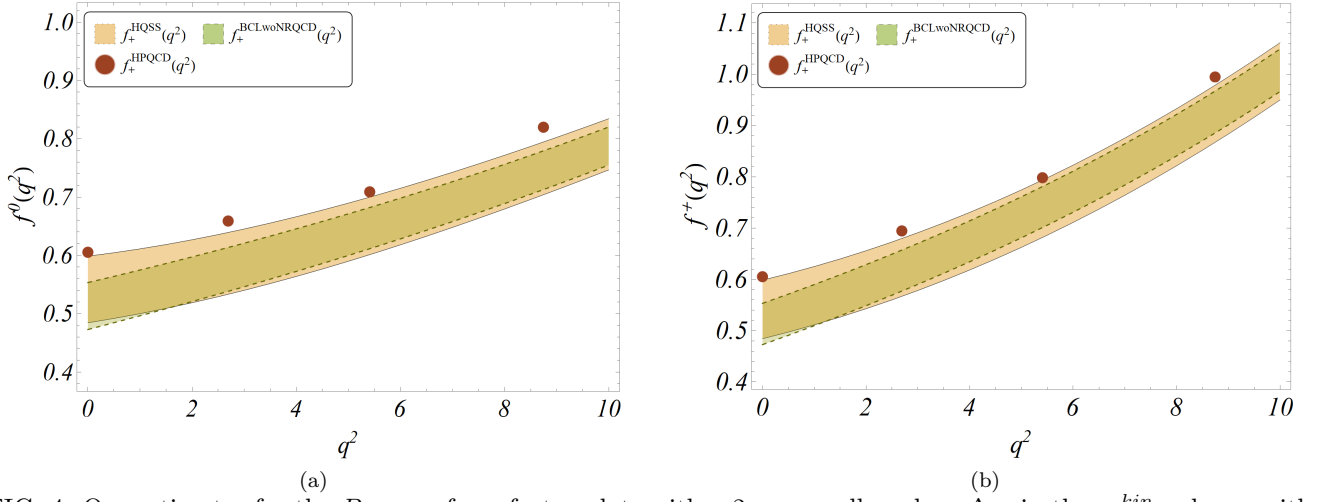 f₊^HQSS(q²) f₊^BCLwoNRQCD(q²)
f₊^HPQCD(q²)
1.0
0.9
0.8
0.7
0.6
0.5
0.4
f⁰(q²)
0 2 4 6 8 10
q²
(a)
f₊^HQSS(q²) f₊^BCLwoNRQCD(q²)
f₊^HPQCD(q²)
1.1
1.0
0.9
0.8
0.7
0.6
0.5
0.4
f⁺(q²)
0 2 4 6 8 10
q²
(b)